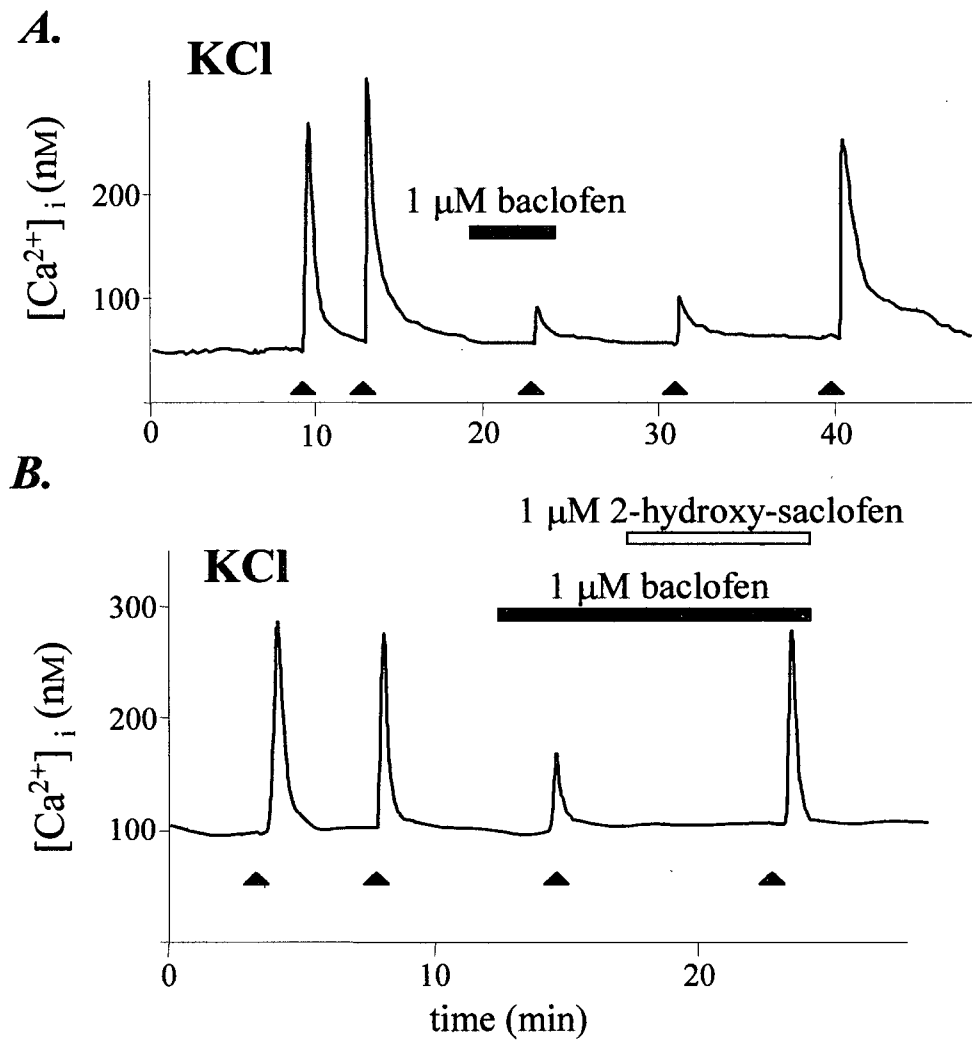 A.
KCl
[Ca2+] i (nM)
200
100
1 μM baclofen
0 10 20 30 40
B.
1 μM 2-hydroxy-saclofen
KCl
1 μM baclofen
[Ca2+] i (nM)
300
200
100
0 10 20
time (min)